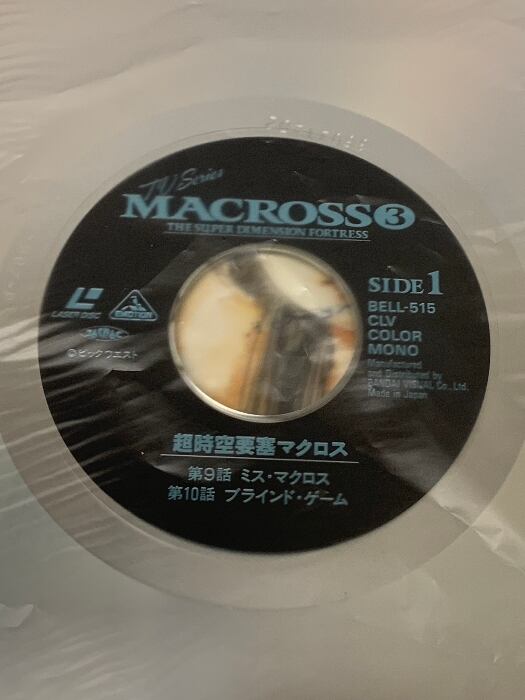 TV Series
MACROSS 3
THE SUPER DIMENSION FORTRESS
SIDE 1
BELL-515
CLV
COLOR
MONO
Manufactured
and Distributed by
BANDAI VISUAL Co., Ltd.
Made in Japan
LASER DISC
EMOTION
©ビックウエスト
超時空要塞マクロス
第9話 ミス・マクロス
第10話 ブラインド・ゲーム